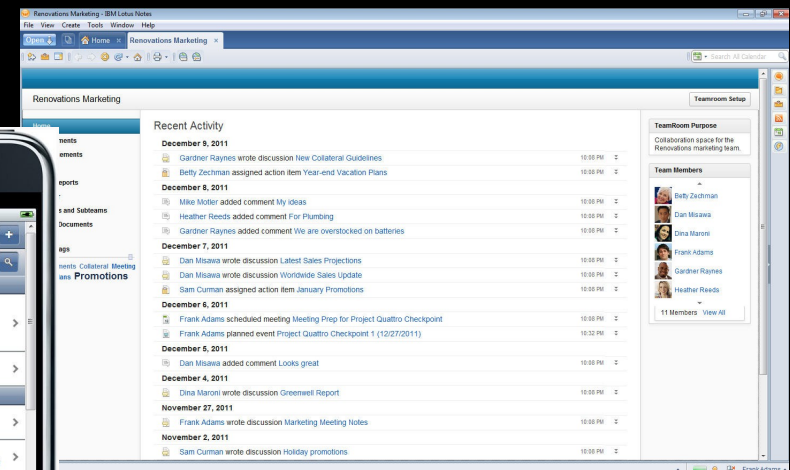 Renovations Marketing - IBM Lotus Notes
File View Create Tools Window Help
Open Home × Renovations Marketing ×
Search All Calendar
Renovations Marketing
Teamroom Setup
Home
ments
ements
eports
s and Subteams
Documents
ags
ments Collateral Meeting
ans Promotions
Recent Activity
December 9, 2011
Gardner Raynes wrote discussion New Collateral Guidelines 10:08 PM
Betty Zechman assigned action item Year-end Vacation Plans 10:08 PM
December 8, 2011
Mike Motler added comment My ideas 10:08 PM
Heather Reeds added comment For Plumbing 10:08 PM
Gardner Raynes added comment We are overstocked on batteries 10:08 PM
December 7, 2011
Dan Misawa wrote discussion Latest Sales Projections 10:08 PM
Dan Misawa wrote discussion Worldwide Sales Update 10:08 PM
Sam Curman assigned action item January Promotions 10:08 PM
December 6, 2011
Frank Adams scheduled meeting Meeting Prep for Project Quattro Checkpoint 10:08 PM
Frank Adams planned event Project Quattro Checkpoint 1 (12/27/2011) 10:32 PM
December 5, 2011
Dan Misawa added comment Looks great 10:08 PM
December 4, 2011
Dina Maroni wrote discussion Greenwell Report 10:08 PM
November 27, 2011
Frank Adams wrote discussion Marketing Meeting Notes 10:08 PM
November 2, 2011
Sam Curman wrote discussion Holiday promotions 10:08 PM
TeamRoom Purpose
Collaboration space for the
Renovations marketing team.
Team Members
Betty Zechman
Dan Misawa
Dina Maroni
Frank Adams
Gardner Raynes
Heather Reeds
11 Members View All
Frank Adams